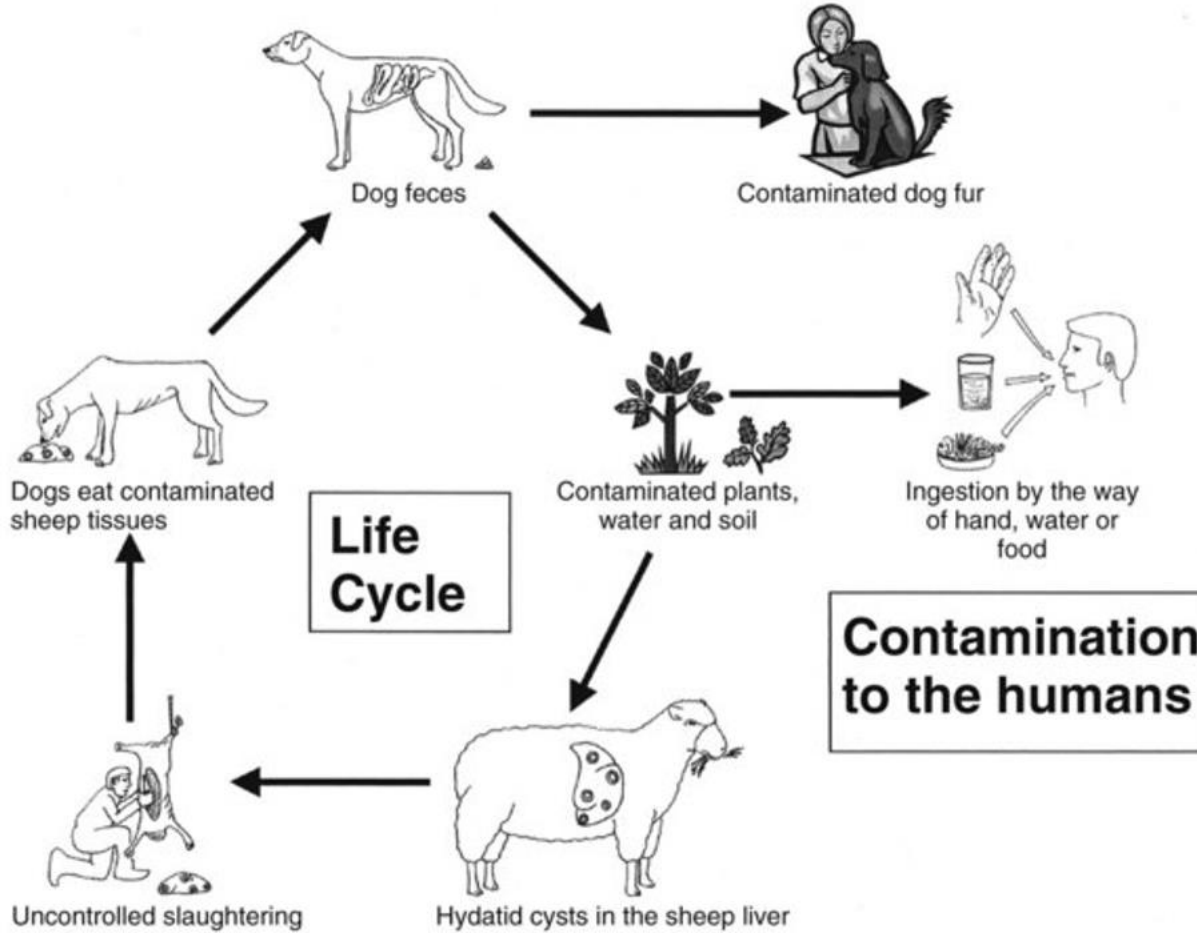 Dog feces
Contaminated dog fur
Dogs eat contaminated
sheep tissues
Contaminated plants,
water and soil
Ingestion by the way
of hand, water or
food
Life
Cycle
Contamination
to the humans
Uncontrolled slaughtering
Hydatid cysts in the sheep liver